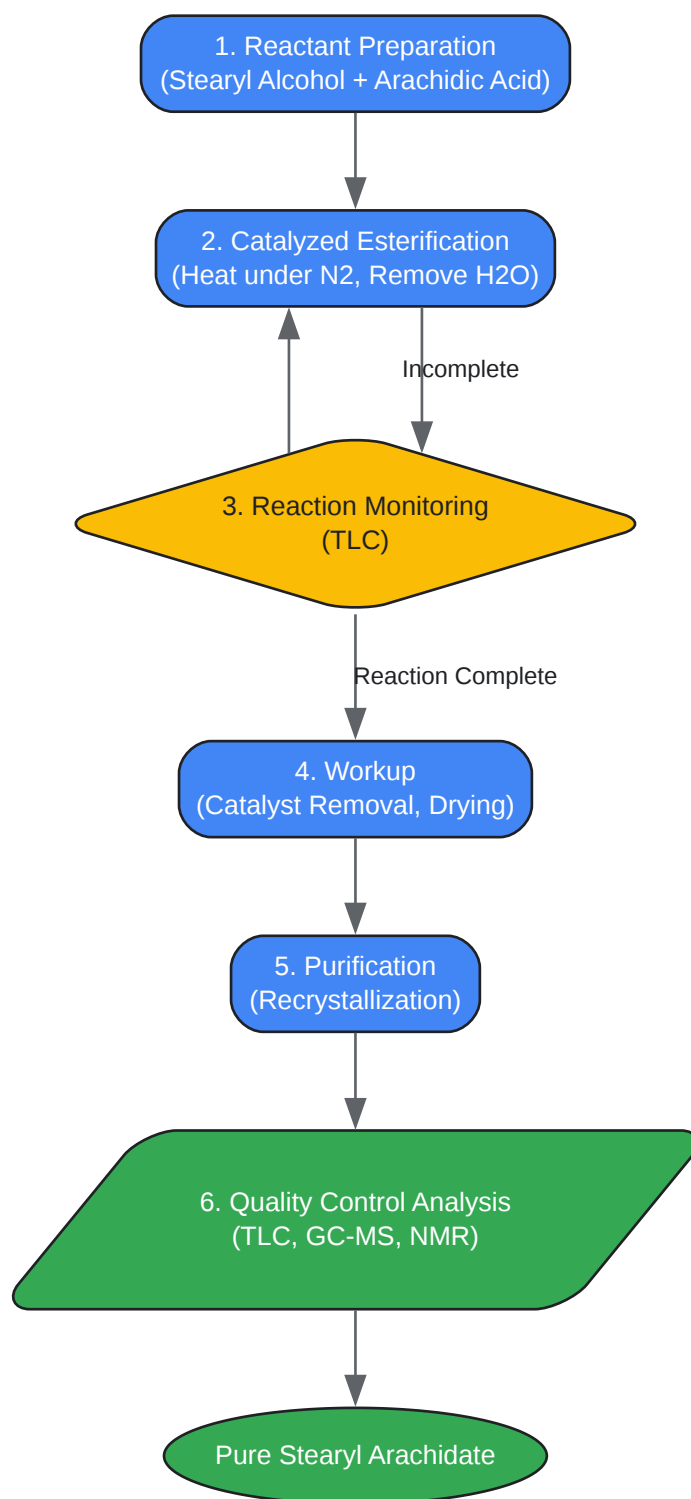 1. Reactant Preparation
(Stearyl Alcohol + Arachidic Acid)
2. Catalyzed Esterification
(Heat under N2, Remove H2O)
Incomplete
3. Reaction Monitoring
(TLC)
Reaction Complete
4. Workup
(Catalyst Removal, Drying)
5. Purification
(Recrystallization)
6. Quality Control Analysis
(TLC, GC-MS, NMR)
Pure Stearyl Arachidate